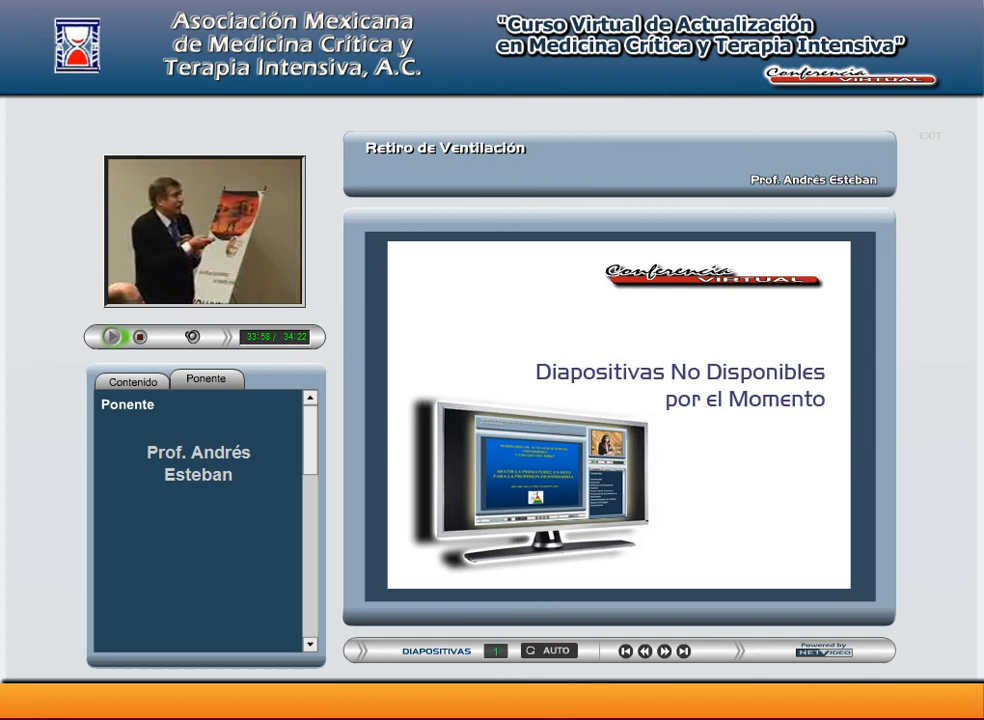 Asociación Mexicana
de Medicina Crítica y
Terapia Intensiva, A.C.
"Curso Virtual de Actualización
en Medicina Crítica y Terapia Intensiva"
Conferencia
VIRTUAL
EXIT
Retiro de Ventilación
Prof. Andrés Esteban
33:58 / 34:22
Contenido
Ponente
Ponente
Prof. Andrés
Esteban
Conferencia
VIRTUAL
Diapositivas No Disponibles
por el Momento
DIAPOSITIVAS
1
AUTO
Powered by
NETVIDEO